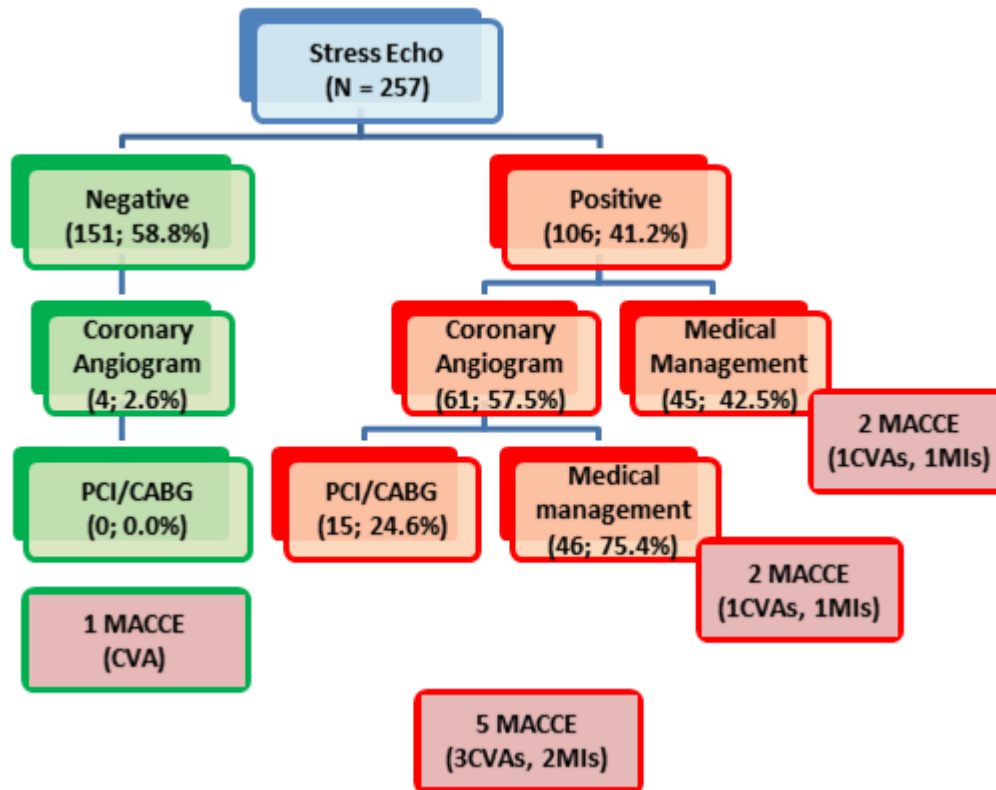 Stress Echo
(N = 257)
Negative
(151; 58.8%)
Positive
(106; 41.2%)
Coronary
Angiogram
(4; 2.6%)
Coronary
Angiogram
(61; 57.5%)
Medical
Management
(45; 42.5%)
2 MACCE
(1CVAs, 1MIs)
PCI/CABG
(0; 0.0%)
PCI/CABG
(15; 24.6%)
Medical
management
(46; 75.4%)
2 MACCE
(1CVAs, 1MIs)
1 MACCE
(CVA)
5 MACCE
(3CVAs, 2MIs)